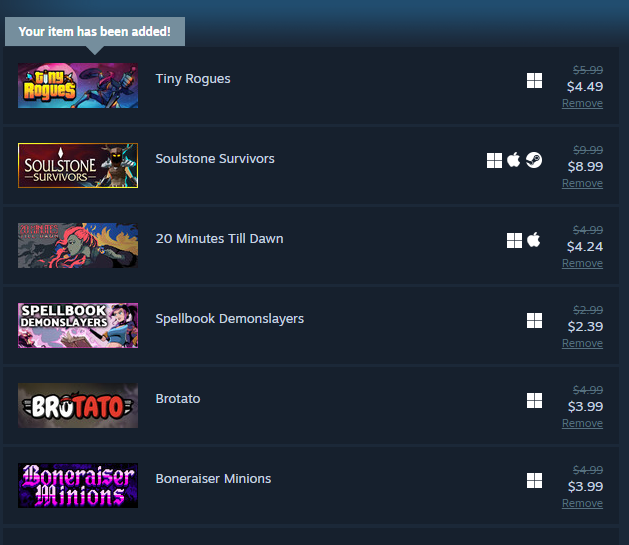 Your item has been added!
Tiny Rogues
Tiny Rogues
$5.99
$4.49
Remove
SOULSTONE
SURVIVORS
Soulstone Survivors
$9.99
$8.99
Remove
20 MINUTES
20 Minutes Till Dawn
$4.99
$4.24
Remove
SPELLBOOK
DEMONSLAYERS
Spellbook Demonslayers
$2.99
$2.39
Remove
BROTATO
Brotato
$4.99
$3.99
Remove
Boneraiser
Minions
Boneraiser Minions
$4.99
$3.99
Remove